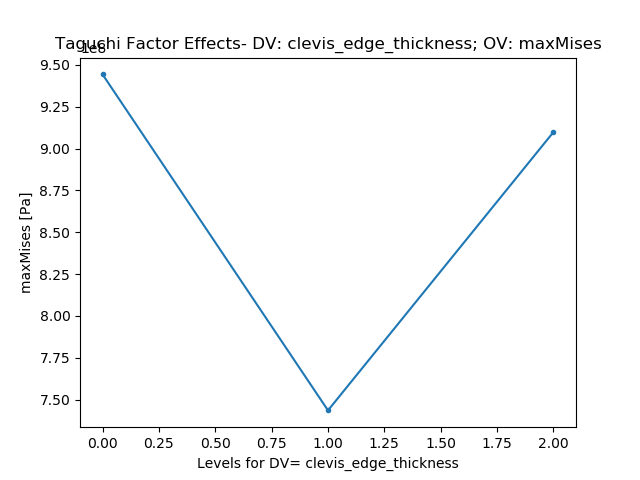 Taguchi Factor Effects- DV: clevis_edge_thickness; OV: maxMises
1e8
9.50
9.25
9.00
8.75
8.50
8.25
8.00
7.75
7.50
maxMises [Pa]
0.00 0.25 0.50 0.75 1.00 1.25 1.50 1.75 2.00
Levels for DV= clevis_edge_thickness